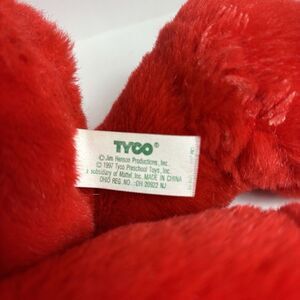 TYCO®
© Jim Henson Productions, Inc.
© 1997 Tyco Preschool Toys, Inc.,
a subsidiary of Mattel, Inc. MADE IN CHINA
OHIO REG. NO. : OH 20922 NJ